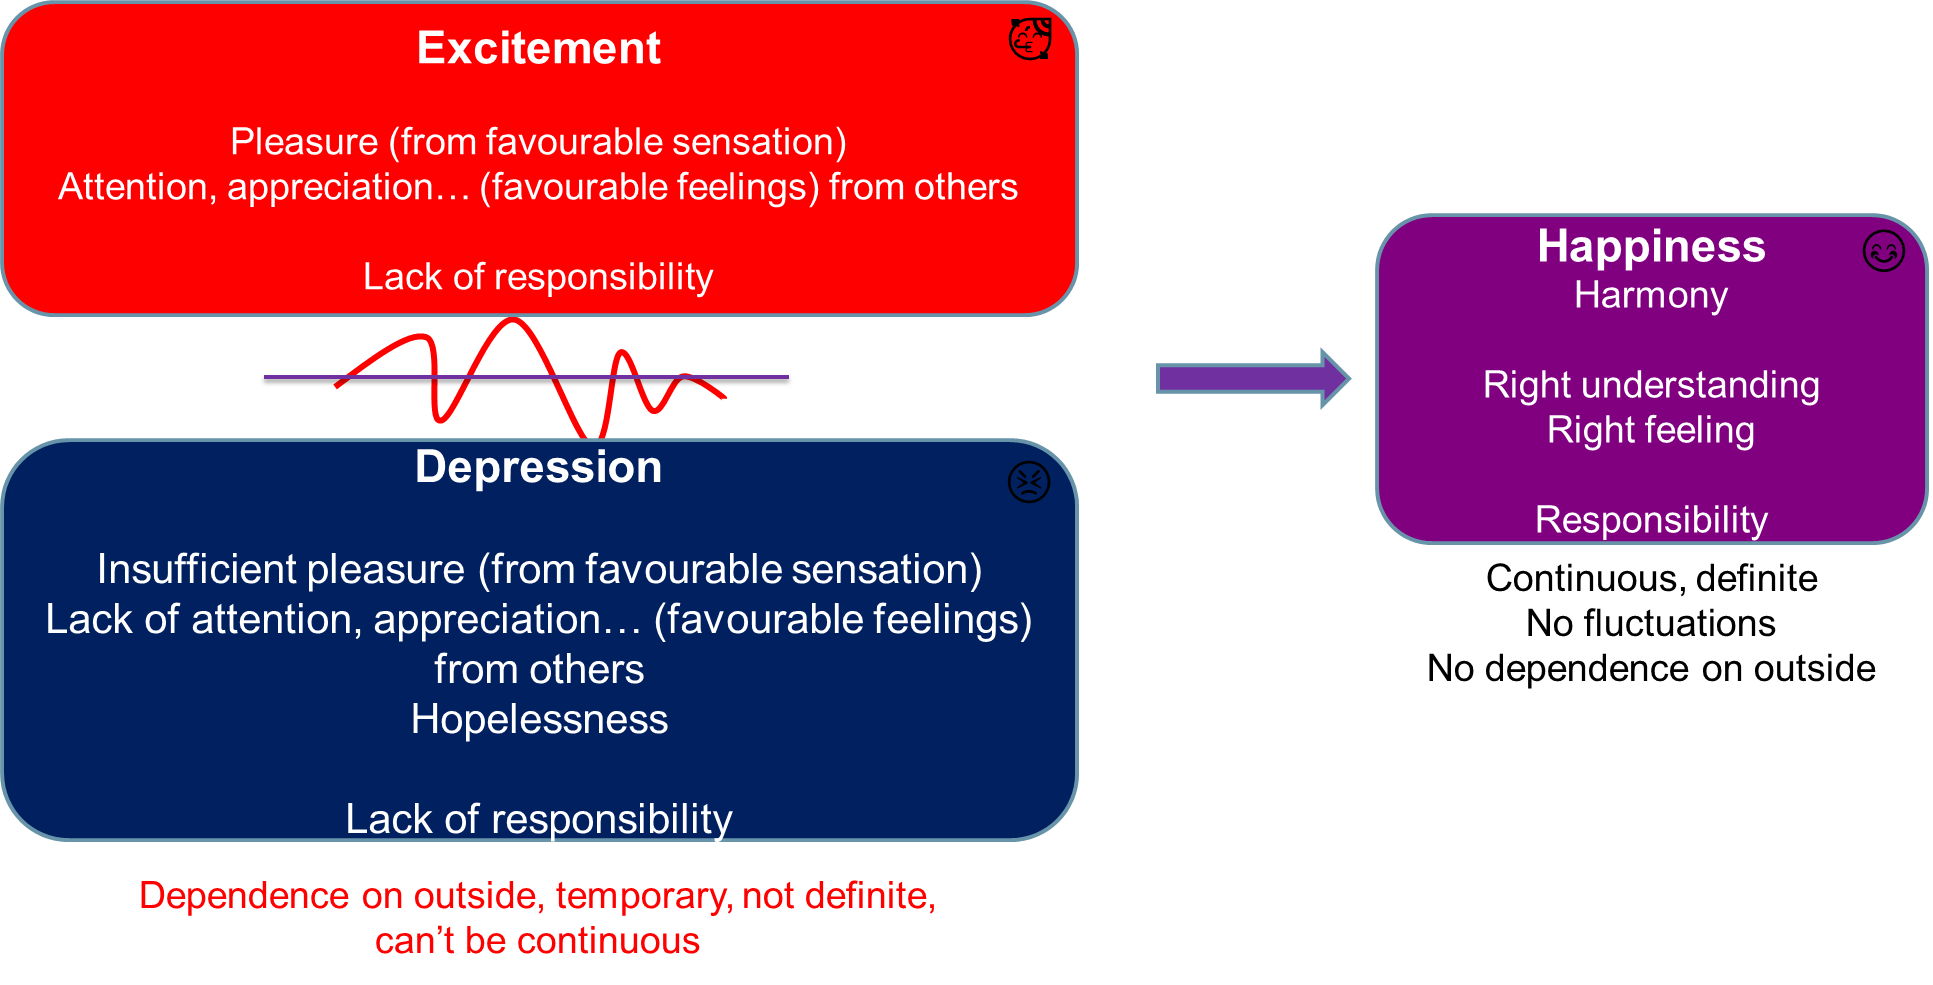 Excitement
Pleasure (from favourable sensation)
Attention, appreciation… (favourable feelings) from others
Lack of responsibility
Depression
Insufficient pleasure (from favourable sensation)
Lack of attention, appreciation… (favourable feelings)
from others
Hopelessness
Lack of responsibility
Dependence on outside, temporary, not definite,
can’t be continuous
Happiness
Harmony
Right understanding
Right feeling
Responsibility
Continuous, definite
No fluctuations
No dependence on outside